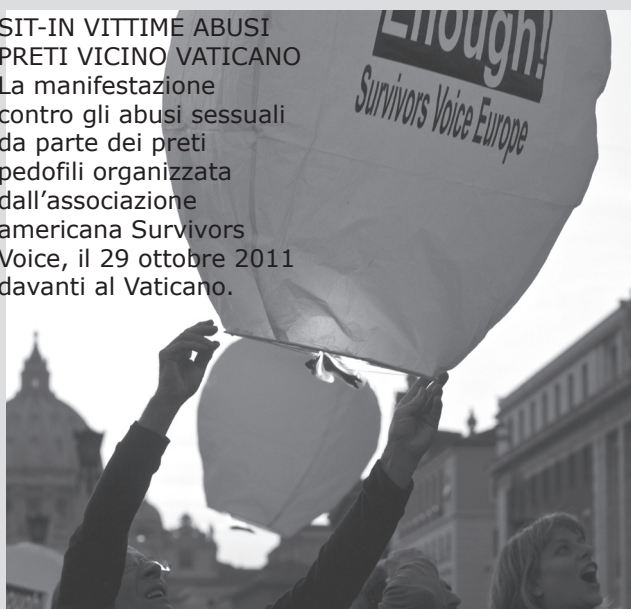 SIT-IN VITTIME ABUSI
PRETI VICINO VATICANO
La manifestazione
contro gli abusi sessuali
da parte dei preti
pedofili organizzata
dall’associazione
americana Survivors
Voice, il 29 ottobre 2011
davanti al Vaticano.
Enough!
Survivors Voice Europe